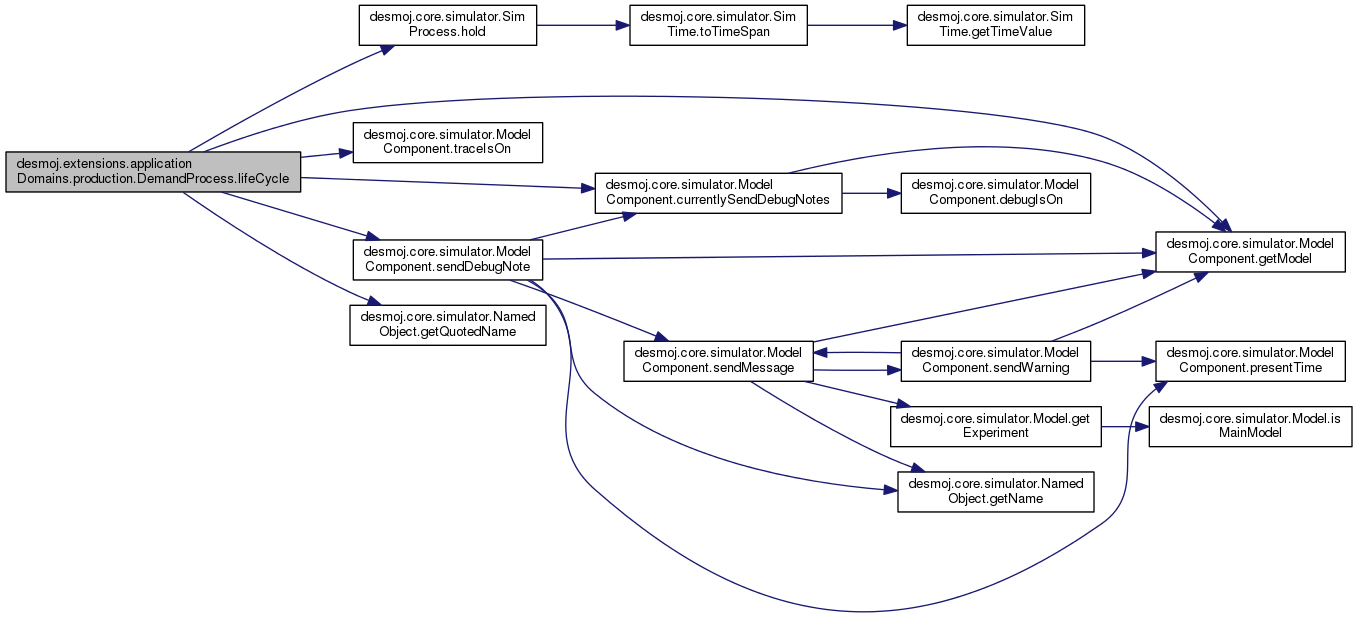 desmoj.core.simulator.Sim
Process.hold
desmoj.core.simulator.Sim
Time.toTimeSpan
desmoj.core.simulator.Sim
Time.getTimeValue
desmoj.core.simulator.Model
Component.traceIsOn
desmoj.extensions.application
Domains.production.DemandProcess.lifeCycle
desmoj.core.simulator.Model
Component.currentlySendDebugNotes
desmoj.core.simulator.Model
Component.debugIsOn
desmoj.core.simulator.Model
Component.sendDebugNote
desmoj.core.simulator.Model
Component.getModel
desmoj.core.simulator.Named
Object.getQuotedName
desmoj.core.simulator.Model
Component.sendMessage
desmoj.core.simulator.Model
Component.sendWarning
desmoj.core.simulator.Model
Component.presentTime
desmoj.core.simulator.Model.get
Experiment
desmoj.core.simulator.Model.is
MainModel
desmoj.core.simulator.Named
Object.getName